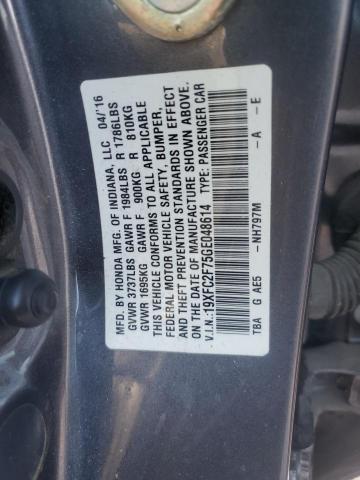 MFD. BY HONDA MFG. OF INDIANA, LLC 04/'16
GVWR 3737LBS GAWR F 1984LBS R 1786LBS
GVWR 1695KG GAWR F 900KG R 810KG
THIS VEHICLE CONFORMS TO ALL APPLICABLE
FEDERAL MOTOR VEHICLE SAFETY, BUMPER,
AND THEFT PREVENTION STANDARDS IN EFFECT
ON THE DATE OF MANUFACTURE SHOWN ABOVE.
V.I.N.:19XFC2F75GE048614 TYPE: PASSENGER CAR
TBA G AE5 -NH797M -A -E